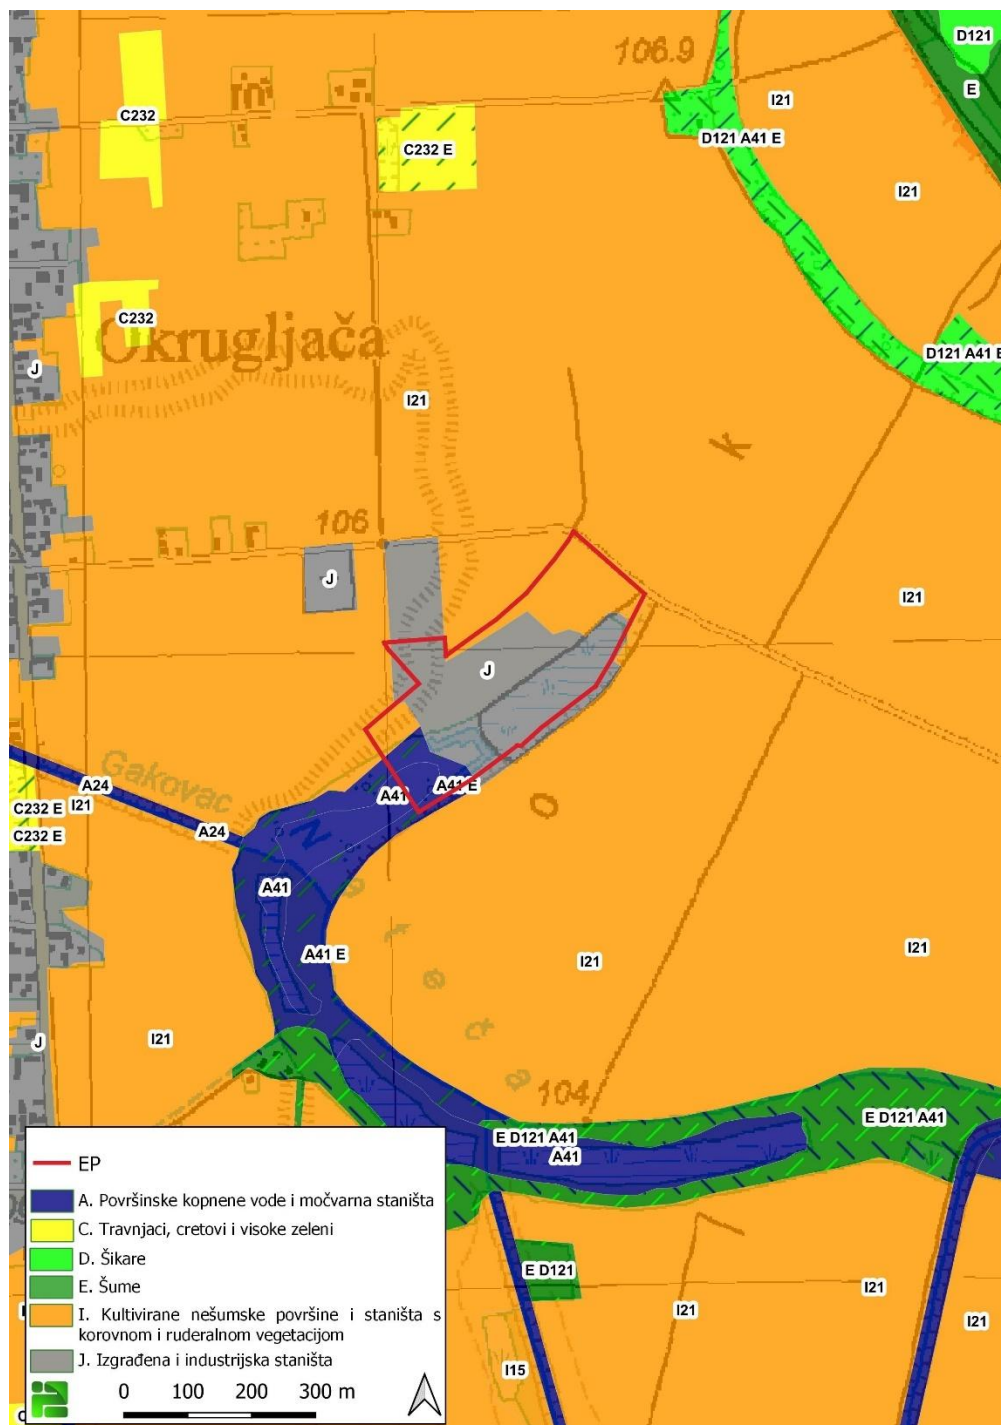 D121
106.9
E
I21
C232
C232 E
D121 A41 E
I21
C232
Okrugljača
D121 A41 E
J
I21
k
106
J
I21
J
o
Gakovac
A24
A41
A41 E
C232 E
I21
C232 E
A24
N
A41
a
I21
I21
A41 E
t
e
I21
č
J
a
104
E D121 A41
E D121 A41
A41
E D121
I21
I21
I21
I15
EP
A. Površinske kopnene vode i močvarna staništa
C. Travnjaci, cretovi i visoke zeleni
D. Šikare
E. Šume
I. Kultivirane nešumske površine i staništa s
korovnom i ruderalnom vegetacijom
J. Izgrađena i industrijska staništa
0 100 200 300 m